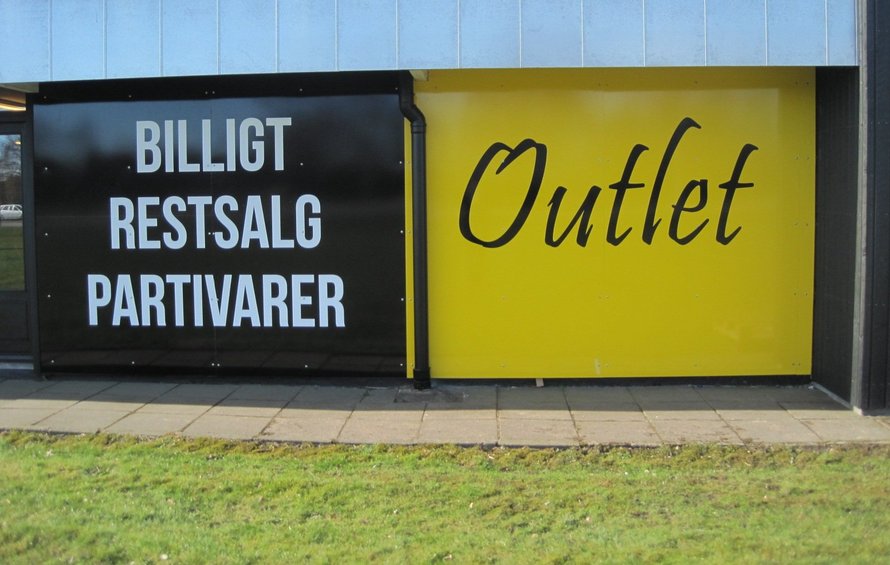 BILLIGT
RESTSALG
PARTIVARER
Outlet